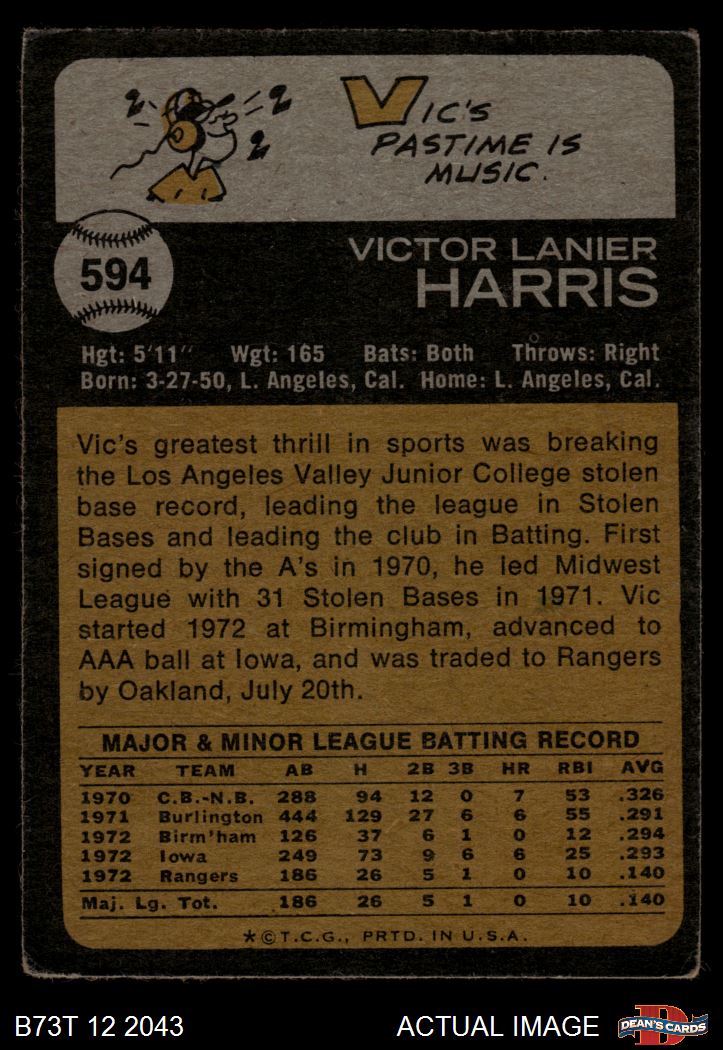 2 2 2
VIC'S
PASTIME IS
MUSIC.
594
VICTOR LANIER
HARRIS
Hgt: 5'11" Wgt: 165 Bats: Both Throws: Right
Born: 3-27-50, L. Angeles, Cal. Home: L. Angeles, Cal.
Vic's greatest thrill in sports was breaking
the Los Angeles Valley Junior College stolen
base record, leading the league in Stolen
Bases and leading the club in Batting. First
signed by the A's in 1970, he led Midwest
League with 31 Stolen Bases in 1971. Vic
started 1972 at Birmingham, advanced to
AAA ball at Iowa, and was traded to Rangers
by Oakland, July 20th.
MAJOR & MINOR LEAGUE BATTING RECORD
YEAR TEAM AB H 2B 3B HR RBI AVG
1970 C.B.-N.B. 288 94 12 0 7 53 .326
1971 Burlington 444 129 27 6 6 55 .291
1972 Birm'ham 126 37 6 1 0 12 .294
1972 Iowa 249 73 9 6 6 25 .293
1972 Rangers 186 26 5 1 0 10 .140
Maj. Lg. Tot. 186 26 5 1 0 10 .140
*©T.C.G., PRTD. IN U.S.A.
B73T 12 2043 ACTUAL IMAGE
D
DEAN'S CARDS